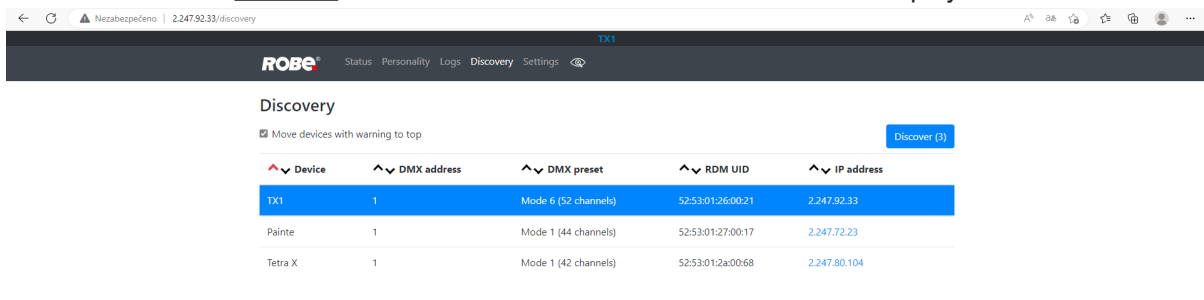 Nezabezpečeno | 2.247.92.33/discovery
TX1
ROBE® Status Personality Logs Discovery Settings
Discovery
Move devices with warning to top
Discover (3)
Device DMX address DMX preset RDM UID IP address
TX1 1 Mode 6 (52 channels) 52:53:01:26:00:21 2.247.92.33
Painte 1 Mode 1 (44 channels) 52:53:01:27:00:17 2.247.72.23
Tetra X 1 Mode 1 (42 channels) 52:53:01:2a:00:68 2.247.80.104